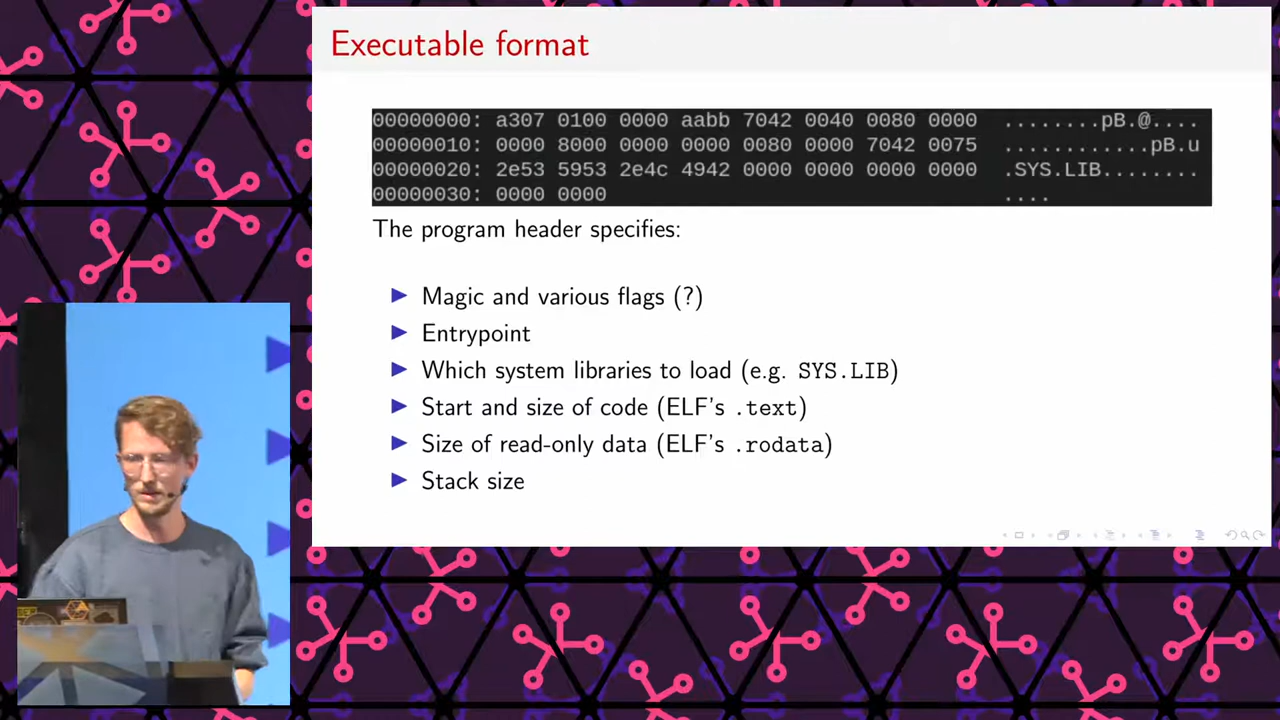 Executable format
00000000: a307 0100 0000 aabb 7042 0040 0080 0000 ........pB.@....
00000010: 0000 8000 0000 0000 0080 0000 7042 0075 ............pB.u
00000020: 2e53 5953 2e4c 4942 0000 0000 0000 0000 .SYS.LIB........
00000030: 0000 0000 ....
The program header specifies:
Magic and various flags (?)
Entrypoint
Which system libraries to load (e.g. SYS.LIB)
Start and size of code (ELF's .text)
Size of read-only data (ELF's .rodata)
Stack size